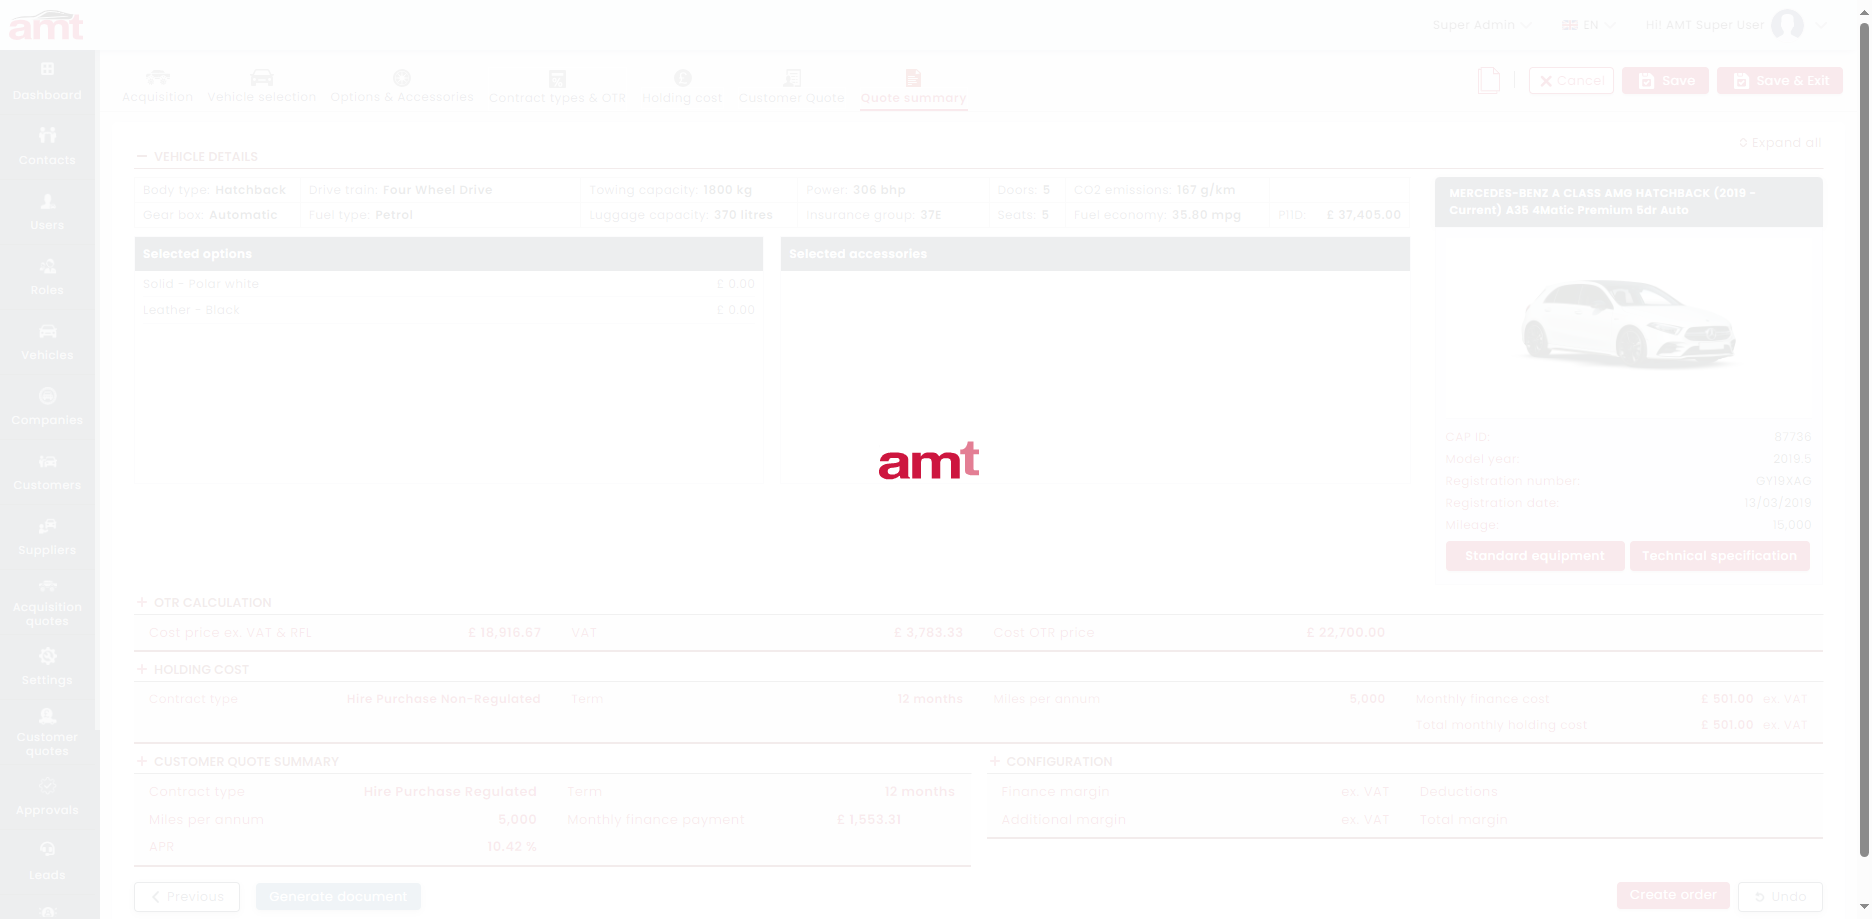 amt
Super Admin
EN
Hi! AMT Super User
Dashboard
Contacts
Users
Roles
Vehicles
Companies
Customers
Suppliers
Acquisition
quotes
Settings
Customer
quotes
Approvals
Leads
Acquisition
Vehicle selection
Options & Accessories
Contract types & OTR
Holding cost
Customer Quote
Quote summary
Cancel
Save
Save & Exit
Expand all
VEHICLE DETAILS
Body type: Hatchback Drive train: Four Wheel Drive Towing capacity: 1800 kg Power: 306 bhp Doors: 5 CO2 emissions: 167 g/km
Gear box: Automatic Fuel type: Petrol Luggage capacity: 370 litres Insurance group: 37E Seats: 5 Fuel economy: 35.80 mpg P11D: £ 37,405.00
Selected options
Solid - Polar white £ 0.00
Leather - Black £ 0.00
Selected accessories
MERCEDES-BENZ A CLASS AMG HATCHBACK (2019 -
Current) A35 4Matic Premium 5dr Auto
CAP ID: 87736
Model year: 2019.5
Registration number: GY19XAG
Registration date: 13/03/2019
Mileage: 15,000
Standard equipment Technical specification
amt
OTR CALCULATION
Cost price ex. VAT & RFL £ 18,916.67 VAT £ 3,783.33 Cost OTR price £ 22,700.00
HOLDING COST
Contract type Hire Purchase Non-Regulated Term 12 months Miles per annum 5,000 Monthly finance cost £ 501.00 ex. VAT
Total monthly holding cost £ 501.00 ex. VAT
CUSTOMER QUOTE SUMMARY
Contract type Hire Purchase Regulated Term 12 months
Miles per annum 5,000 Monthly finance payment £ 1,553.31
APR 10.42 %
CONFIGURATION
Finance margin ex. VAT Deductions
Additional margin ex. VAT Total margin
Previous
Generate document
Create order
Undo